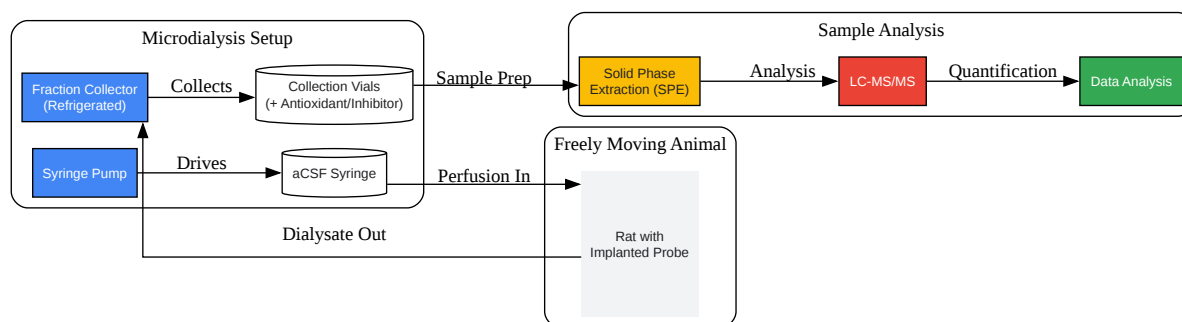 Microdialysis Setup
Fraction Collector
(Refrigerated)
Collects
Collection Vials
(+ Antioxidant/Inhibitor)
Syringe Pump
Drives
aCSF Syringe
Sample Prep
Perfusion In
Dialysate Out
Sample Analysis
Solid Phase
Extraction (SPE)
Analysis
LC-MS/MS
Quantification
Data Analysis
Freely Moving Animal
Rat with
Implanted Probe